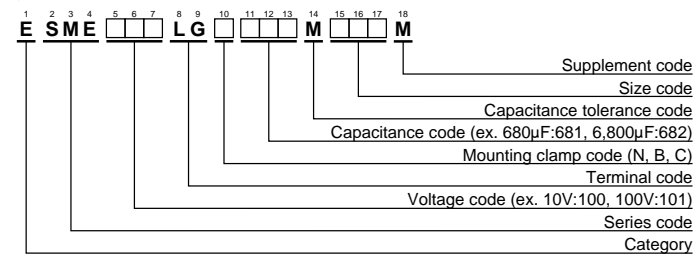 1 2 3 4 5 6 7 8 9 10 11 12 13 14 15 16 17 18
E SME □□□ LG □ □□□ M □□□ M
Supplement code
Size code
Capacitance tolerance code
Capacitance code (ex. 680µF:681, 6,800µF:682)
Mounting clamp code (N, B, C)
Terminal code
Voltage code (ex. 10V:100, 100V:101)
Series code
Category